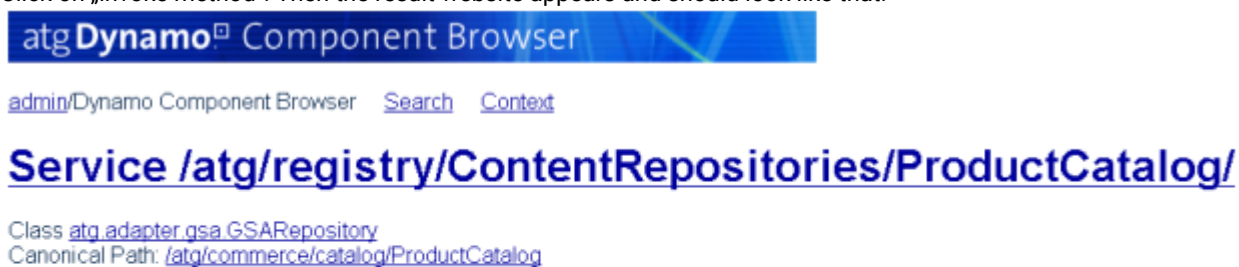 click on „invoke method". Then the result website appears and should look like that:
atg Dynamo Component Browser
admin/Dynamo Component Browser Search Context
Service /atg/registry/ContentRepositories/ProductCatalog/
Class atg.adapter.gsa.GSARepository
Canonical Path: /atg/commerce/catalog/ProductCatalog